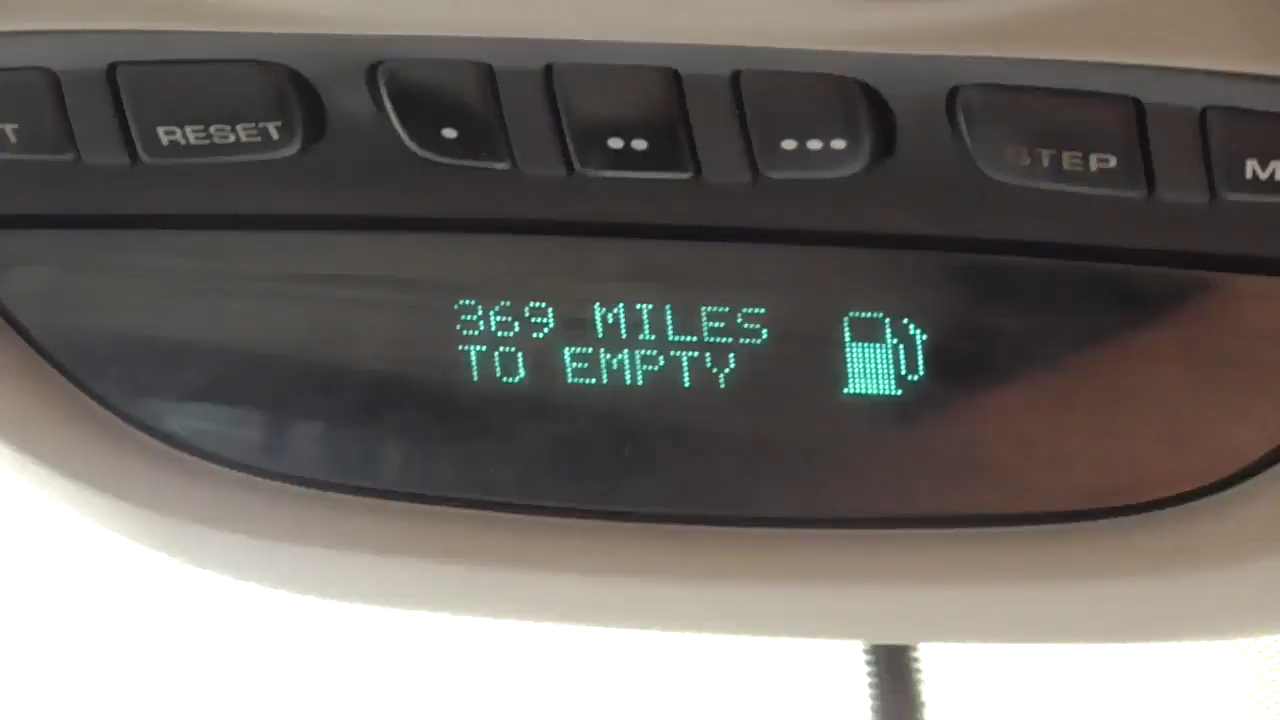 T RESET • •• ••• STEP M
369 MILES
TO EMPTY